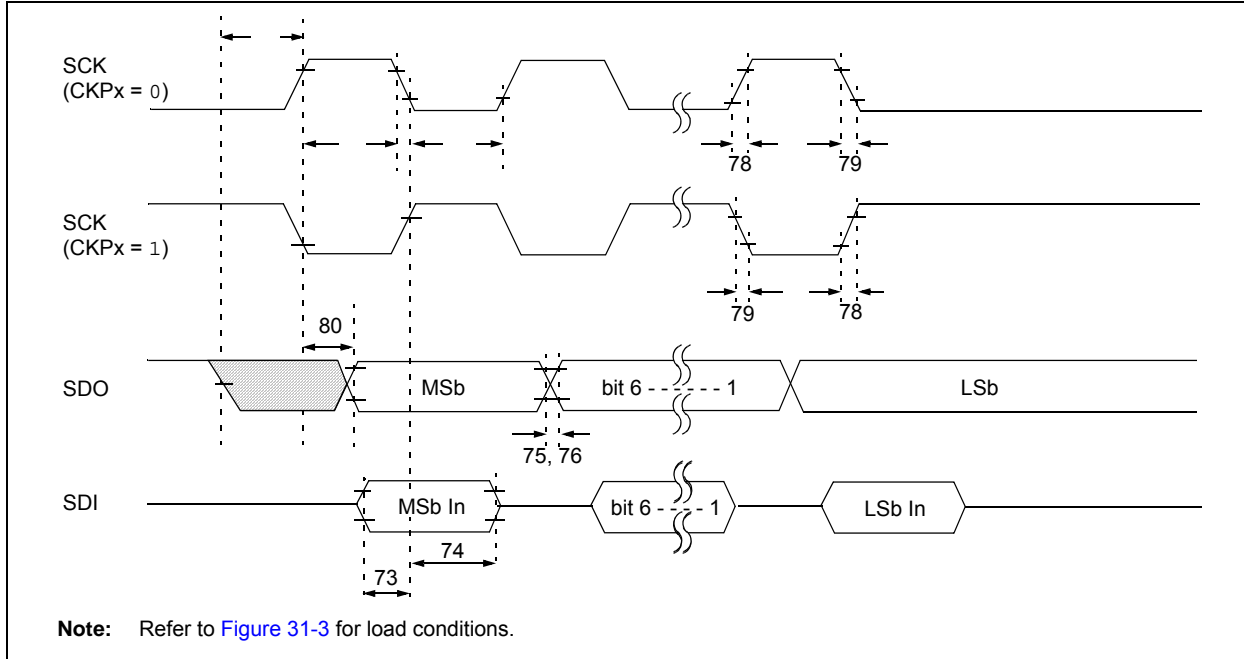 SCK
(CKPx = 0)
78
79
SCK
(CKPx = 1)
79
78
80
SDO
MSb
bit 6 - - - - - - 1
LSb
75, 76
SDI
MSb In
bit 6 - - - - 1
LSb In
74
73
Note: Refer to Figure 31-3 for load conditions.